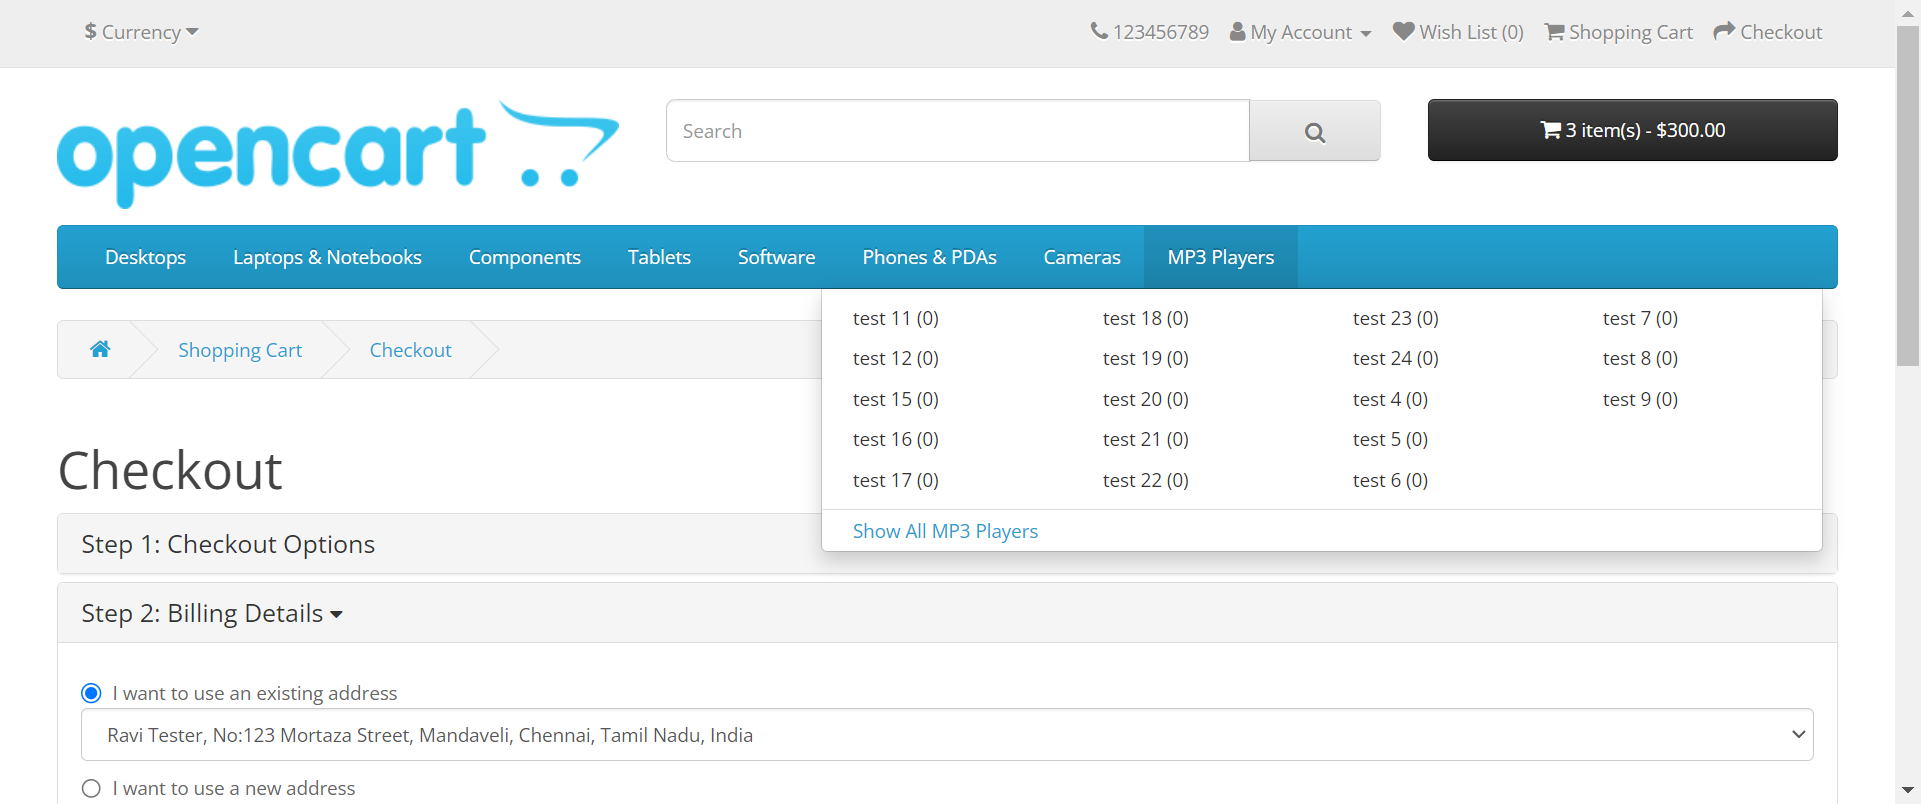 $ Currency
123456789 My Account Wish List (0) Shopping Cart Checkout
opencart
Search
3 item(s) - $300.00
Desktops Laptops & Notebooks Components Tablets Software Phones & PDAs Cameras MP3 Players
test 11 (0) test 18 (0) test 23 (0) test 7 (0)
test 12 (0) test 19 (0) test 24 (0) test 8 (0)
test 15 (0) test 20 (0) test 4 (0) test 9 (0)
test 16 (0) test 21 (0) test 5 (0)
test 17 (0) test 22 (0) test 6 (0)
Show All MP3 Players
Shopping Cart Checkout
Checkout
Step 1: Checkout Options
Step 2: Billing Details
I want to use an existing address
Ravi Tester, No:123 Mortaza Street, Mandaveli, Chennai, Tamil Nadu, India
I want to use a new address